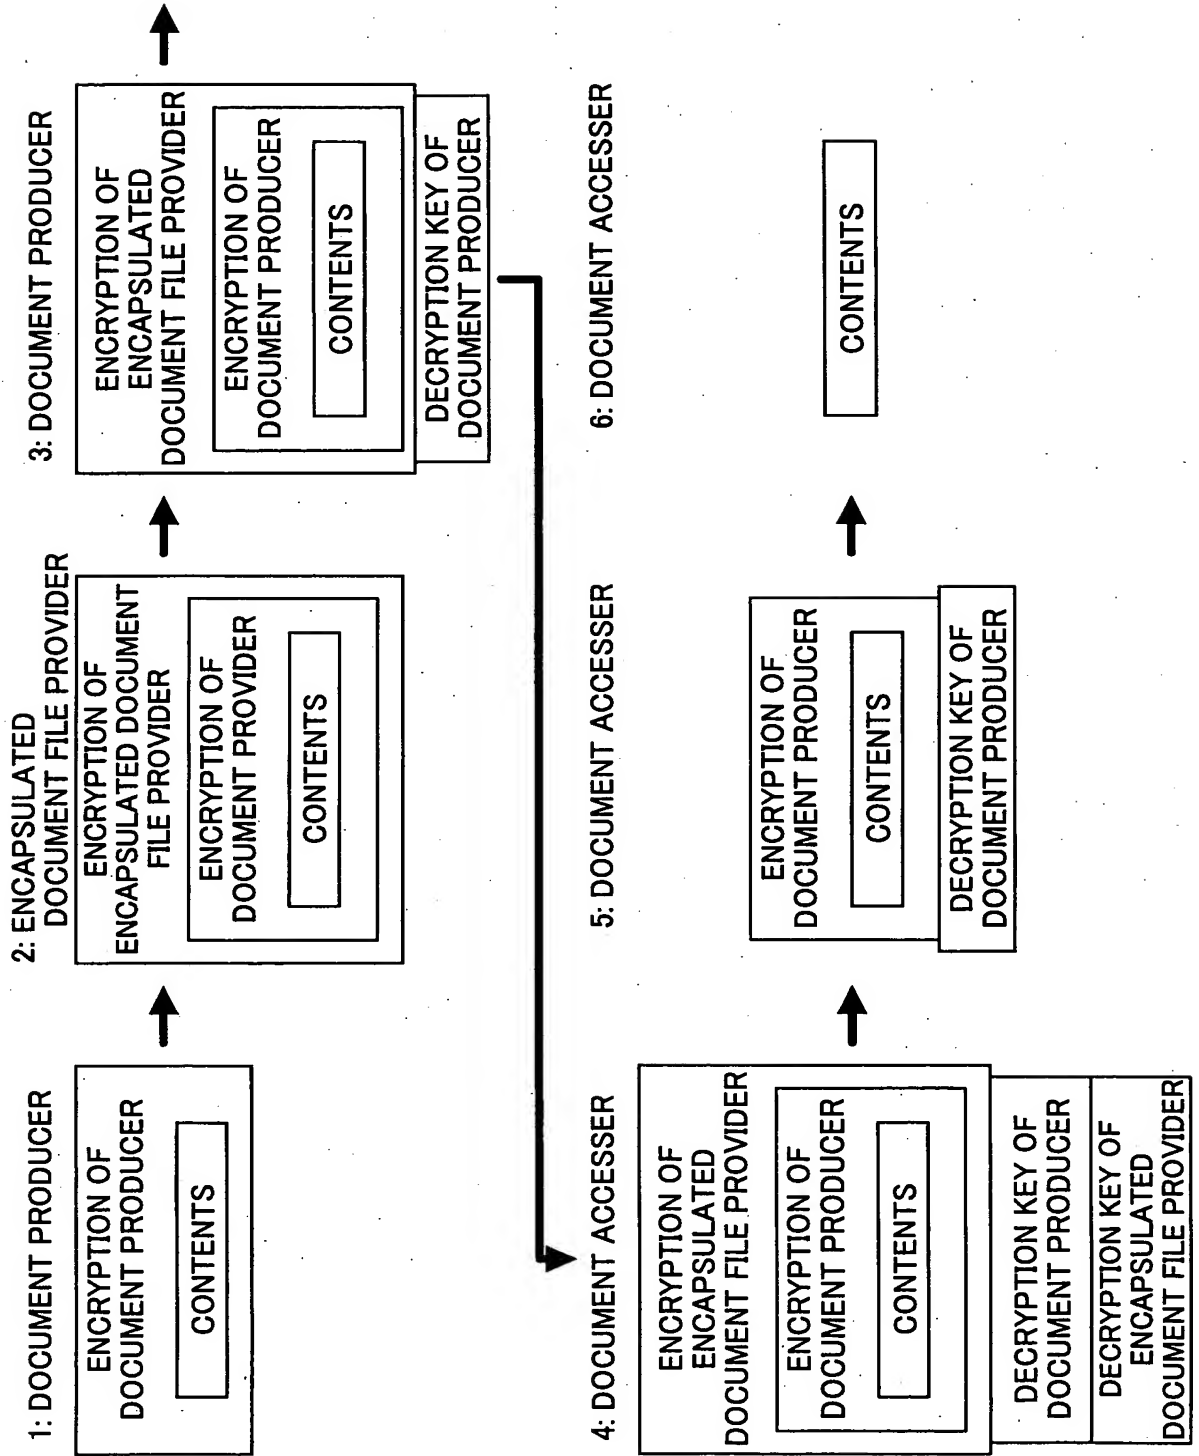 1: DOCUMENT PRODUCER
ENCRYPTION OF
DOCUMENT PRODUCER
CONTENTS
2: ENCAPSULATED
DOCUMENT FILE PROVIDER
ENCRYPTION OF
ENCAPSULATED DOCUMENT
FILE PROVIDER
ENCRYPTION OF
DOCUMENT PROVIDER
CONTENTS
3: DOCUMENT PRODUCER
ENCRYPTION OF
ENCAPSULATED
DOCUMENT FILE PROVIDER
ENCRYPTION OF
DOCUMENT PRODUCER
CONTENTS
DECRYPTION KEY OF
DOCUMENT PRODUCER
4: DOCUMENT ACCESSER
ENCRYPTION OF
ENCAPSULATED
DOCUMENT FILE PROVIDER
ENCRYPTION OF
DOCUMENT PRODUCER
CONTENTS
DECRYPTION KEY OF
DOCUMENT PRODUCER
DECRYPTION KEY OF
ENCAPSULATED
DOCUMENT FILE PROVIDER
5: DOCUMENT ACCESSER
ENCRYPTION OF
DOCUMENT PRODUCER
CONTENTS
DECRYPTION KEY OF
DOCUMENT PRODUCER
6: DOCUMENT ACCESSER
CONTENTS